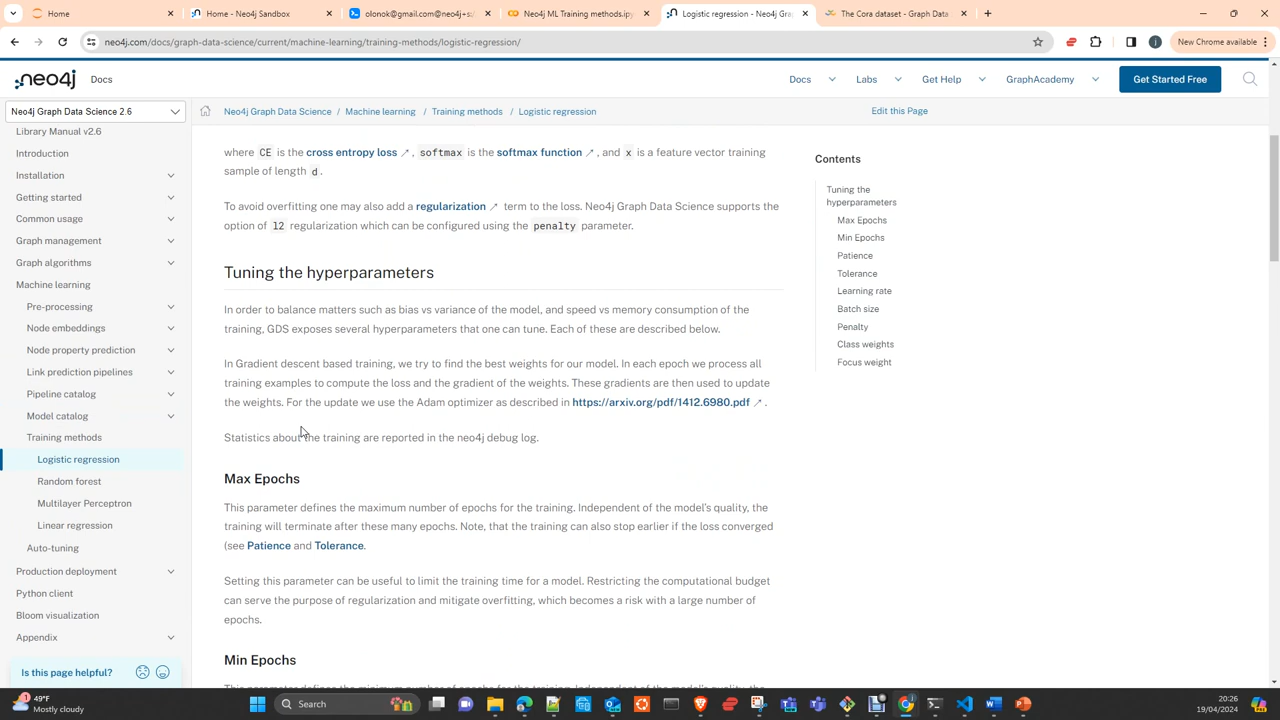 Home
Home - Neo4j Sandbox
olonok@gmail.com@neo4j+s:/
Neo4j ML Training methods.ipy
Logistic regression - Neo4j Gra
The Cora dataset - Graph Data
neo4j.com/docs/graph-data-science/current/machine-learning/training-methods/logistic-regression/
New Chrome available
neo4j Docs
Docs Labs Get Help GraphAcademy Get Started Free
Neo4j Graph Data Science 2.6
Neo4j Graph Data Science / Machine learning / Training methods / Logistic regression
Edit this Page
Library Manual v2.6
Introduction
Installation
Getting started
Common usage
Graph management
Graph algorithms
Machine learning
Pre-processing
Node embeddings
Node property prediction
Link prediction pipelines
Pipeline catalog
Model catalog
Training methods
Logistic regression
Random forest
Multilayer Perceptron
Linear regression
Auto-tuning
Production deployment
Python client
Bloom visualization
Appendix
Is this page helpful?
where CE is the cross entropy loss ↗, softmax is the softmax function ↗, and x is a feature vector training
sample of length d.
To avoid overfitting one may also add a regularization ↗ term to the loss. Neo4j Graph Data Science supports the
option of l2 regularization which can be configured using the penalty parameter.
Tuning the hyperparameters
In order to balance matters such as bias vs variance of the model, and speed vs memory consumption of the
training, GDS exposes several hyperparameters that one can tune. Each of these are described below.
In Gradient descent based training, we try to find the best weights for our model. In each epoch we process all
training examples to compute the loss and the gradient of the weights. These gradients are then used to update
the weights. For the update we use the Adam optimizer as described in https://arxiv.org/pdf/1412.6980.pdf ↗.
Statistics about the training are reported in the neo4j debug log.
Max Epochs
This parameter defines the maximum number of epochs for the training. Independent of the model's quality, the
training will terminate after these many epochs. Note, that the training can also stop earlier if the loss converged
(see Patience and Tolerance.
Setting this parameter can be useful to limit the training time for a model. Restricting the computational budget
can serve the purpose of regularization and mitigate overfitting, which becomes a risk with a large number of
epochs.
Min Epochs
Contents
Tuning the
hyperparameters
Max Epochs
Min Epochs
Patience
Tolerance
Learning rate
Batch size
Penalty
Class weights
Focus weight
1
49°F
Mostly cloudy
Search
20:26
19/04/2024